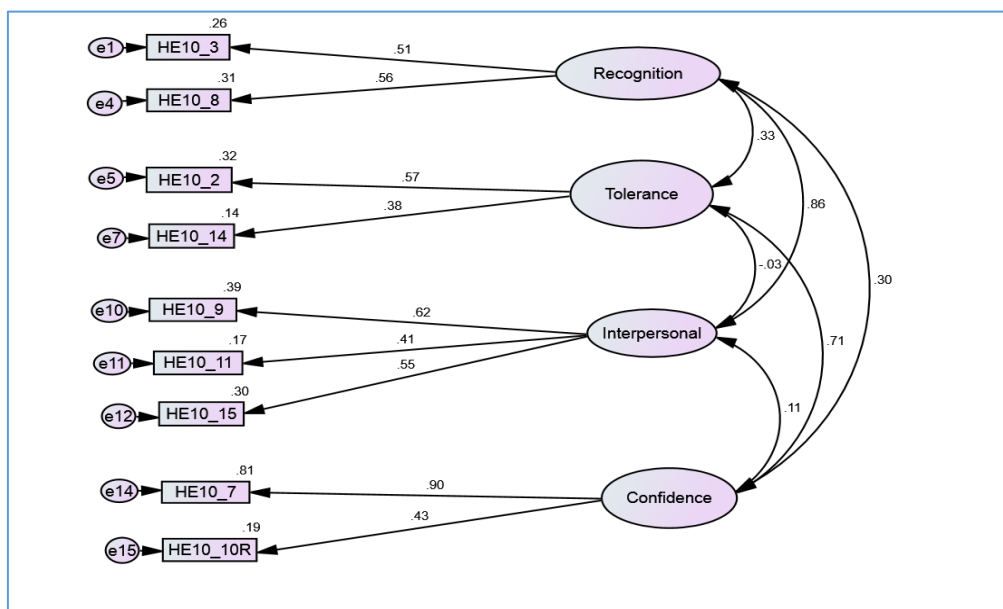 .26
e1 HE10_3 .51 Recognition
.31 .56
e4 HE10_8
.33
.32
e5 HE10_2 .57 Tolerance
.14 .38 .86
e7 HE10_14
-.03
.39 .30
e10 HE10_9 .62 Interpersonal
.17 .41 .71
e11 HE10_11
.30 .55
e12 HE10_15 .11
.81
e14 HE10_7 .90 Confidence
.19 .43
e15 HE10_10R